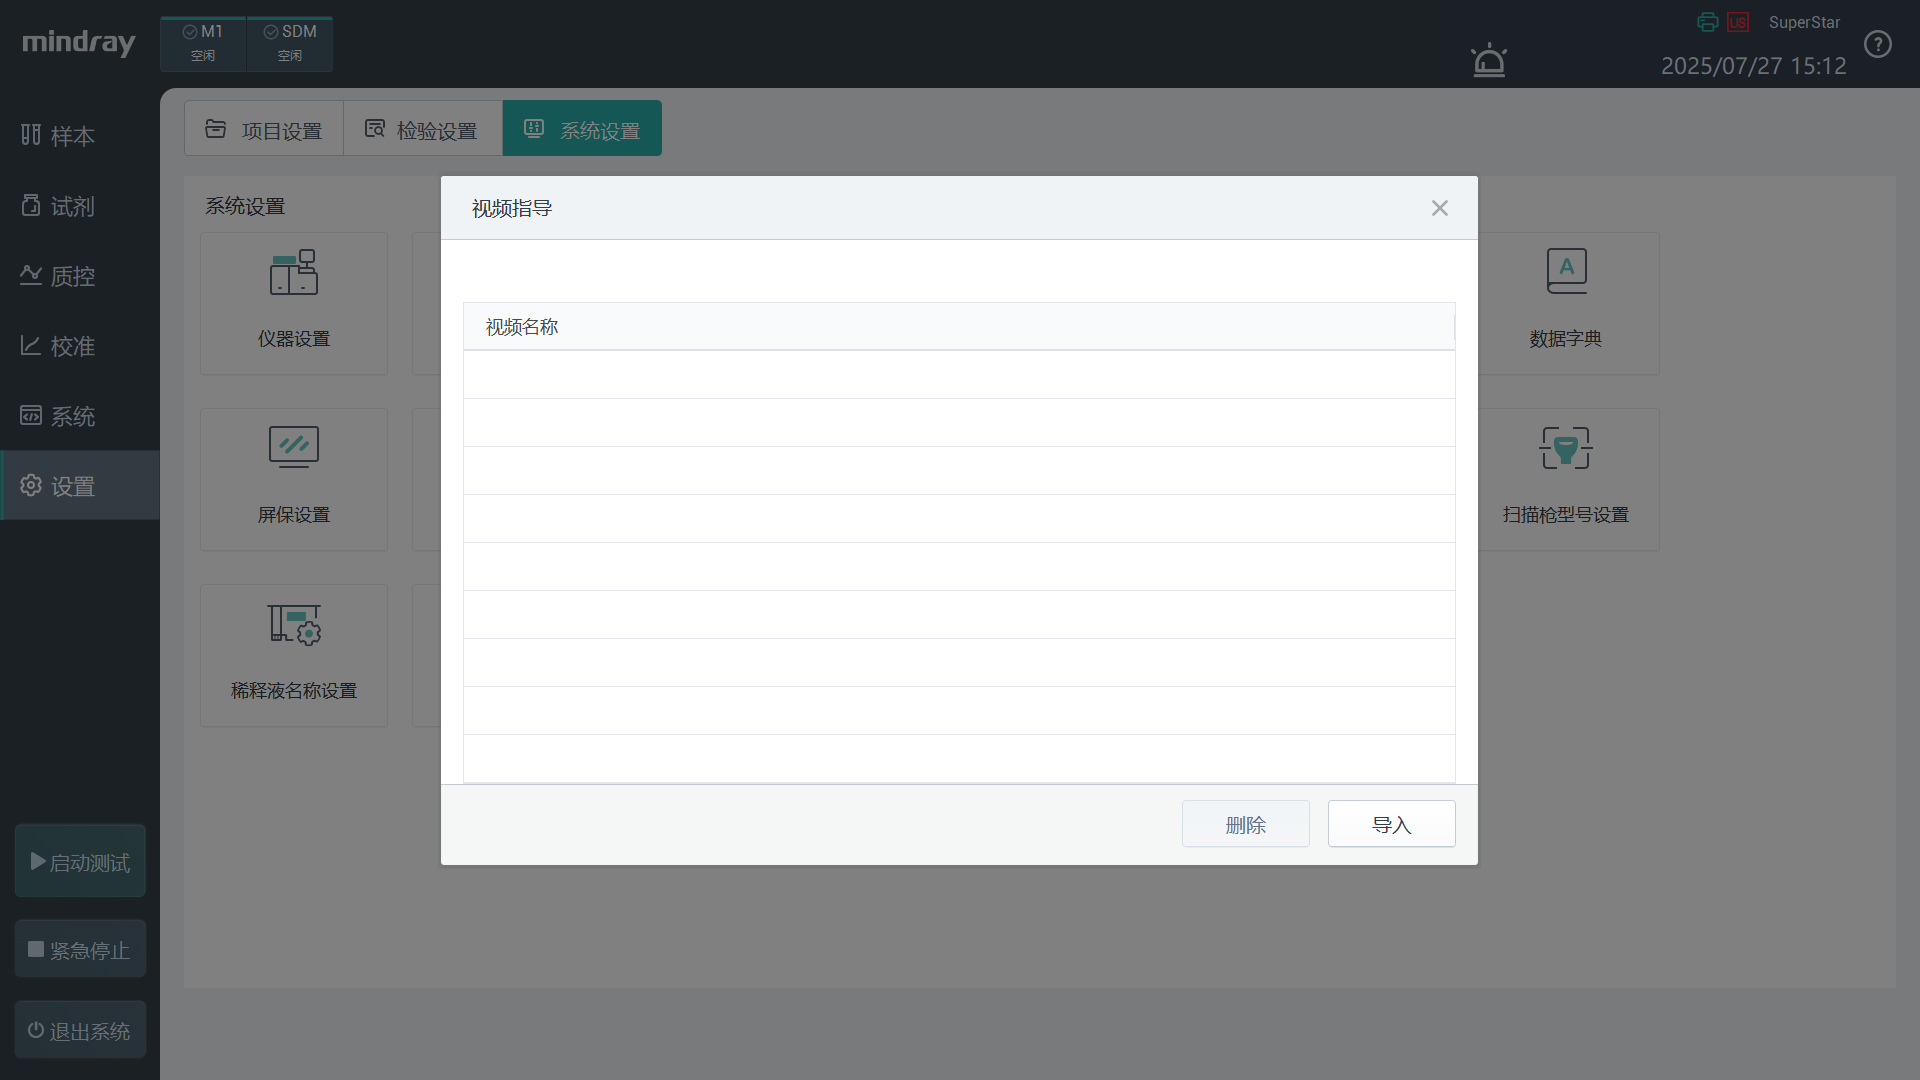 mindray
M1
空闲
SDM
空闲
LIS
SuperStar
2025/07/27 15:12
?
样本
试剂
质控
校准
系统
设置
启动测试
紧急停止
退出系统
项目设置
检验设置
系统设置
系统设置
仪器设置
A
数据字典
屏保设置
扫描枪型号设置
稀释液名称设置
视频指导
视频名称
删除
导入